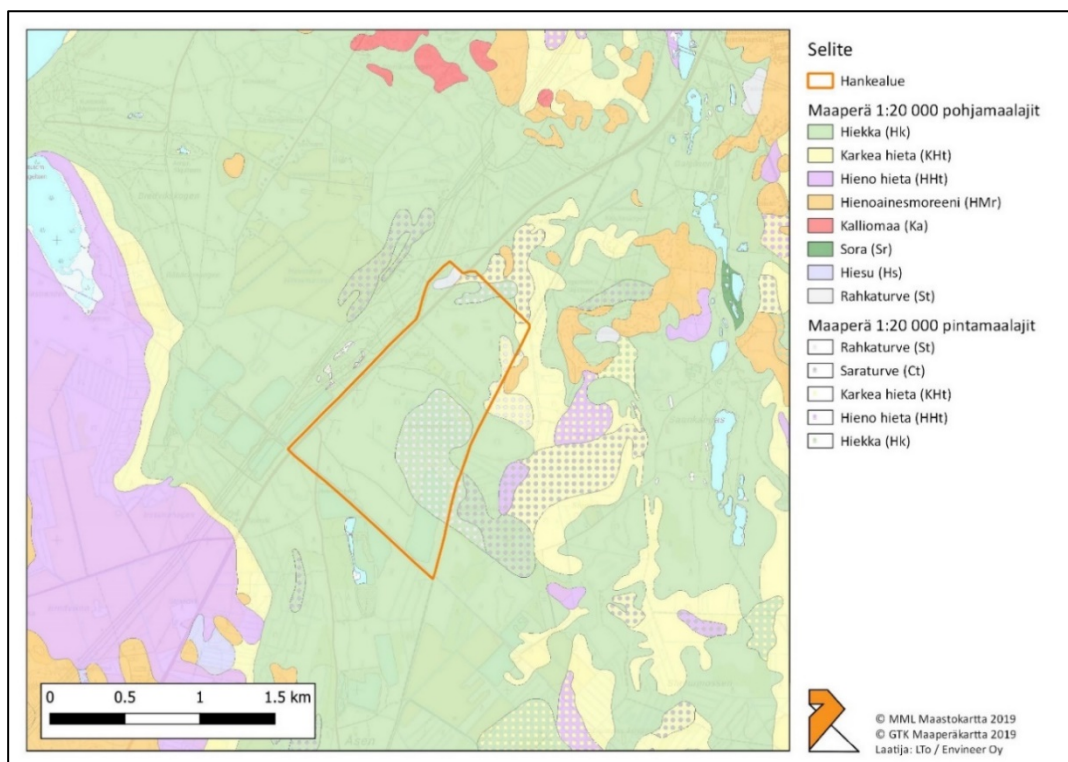 Selite
Hankealue
Maaperä 1:20 000 pohjamaalajit
Hiekka (Hk)
Karkea hieta (KHt)
Hieno hieta (HHt)
Hienoainesmoreeni (HMr)
Kalliomaa (Ka)
Sora (Sr)
Hiesu (Hs)
Rahkaturve (St)
Maaperä 1:20 000 pintamaalajit
Rahkaturve (St)
Saraturve (Ct)
Karkea hieta (KHt)
Hieno hieta (HHt)
Hiekka (Hk)
0 0.5 1 1.5 km
Åsen
© MML Maastokartta 2019
© GTK Maaperäkartta 2019
Laatija: LTo / Envineer Oy